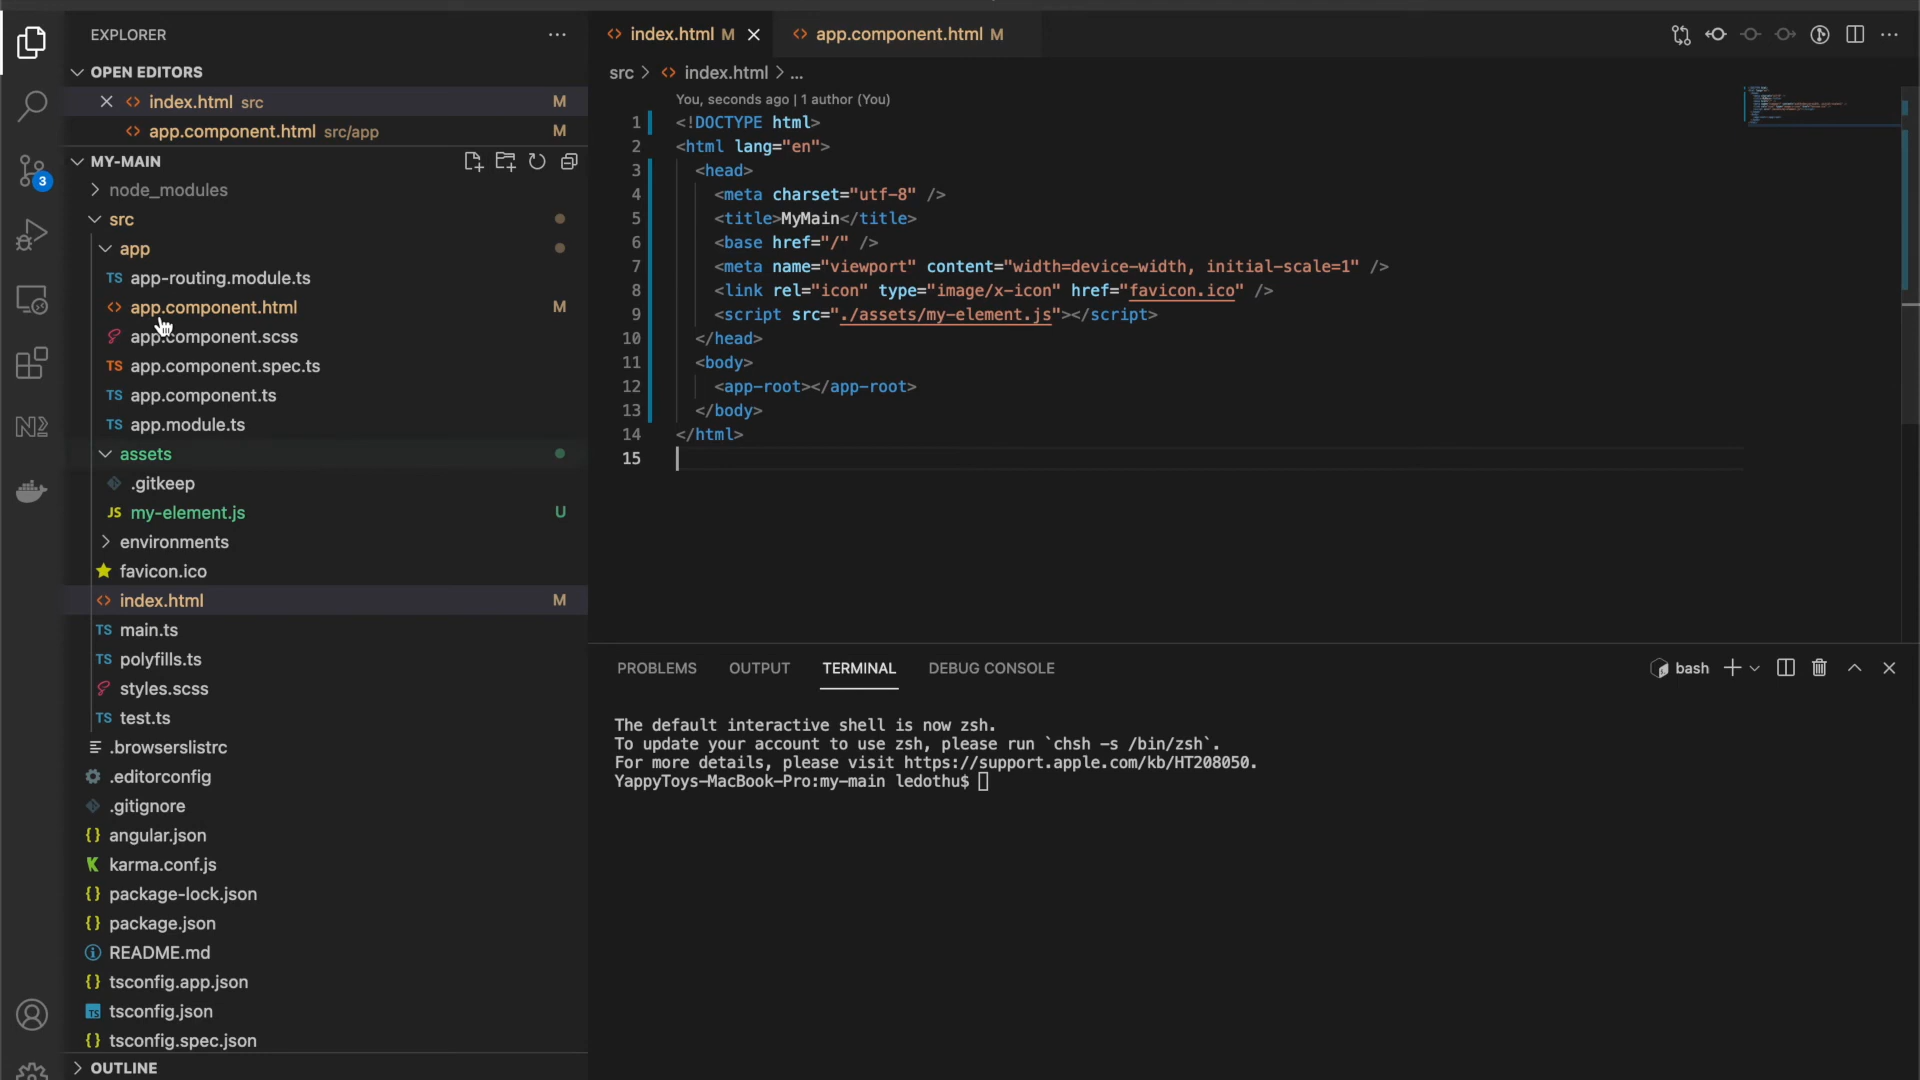 EXPLORER
OPEN EDITORS
index.html src M
app.component.html src/app M
MY-MAIN
3
node_modules
src
app
TS app-routing.module.ts
app.component.html M
app.component.scss
TS app.component.spec.ts
TS app.component.ts
TS app.module.ts
assets
.gitkeep
JS my-element.js U
environments
favicon.ico
index.html M
TS main.ts
TS polyfills.ts
styles.scss
TS test.ts
.browserslistrc
.editorconfig
.gitignore
{} angular.json
karma.conf.js
{} package-lock.json
{} package.json
README.md
{} tsconfig.app.json
TS tsconfig.json
{} tsconfig.spec.json
OUTLINE
index.html M
app.component.html M
src > index.html > ...
You, seconds ago | 1 author (You)
1 <!DOCTYPE html>
2 <html lang="en">
3 <head>
4 <meta charset="utf-8" />
5 <title>MyMain</title>
6 <base href="/" />
7 <meta name="viewport" content="width=device-width, initial-scale=1" />
8 <link rel="icon" type="image/x-icon" href="favicon.ico" />
9 <script src="./assets/my-element.js"></script>
10 </head>
11 <body>
12 <app-root></app-root>
13 </body>
14 </html>
15
PROBLEMS OUTPUT TERMINAL DEBUG CONSOLE
bash
The default interactive shell is now zsh.
To update your account to use zsh, please run `chsh -s /bin/zsh`.
For more details, please visit https://support.apple.com/kb/HT208050.
YappyToys-MacBook-Pro:my-main ledothu$